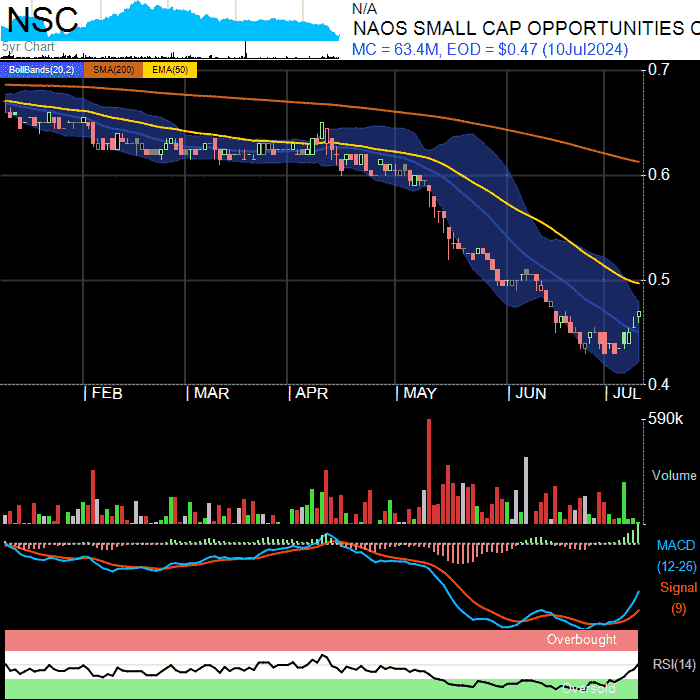 NSC
5yr Chart
N/A
NAOS SMALL CAP OPPORTUNITIES C
MC = 63.4M, EOD = $0.47 (10Jul2024)
BollBands(20,2) SMA(200) EMA(50)
0.7
0.6
0.5
0.4
FEB MAR APR MAY JUN JUL
590k
Volume
MACD
(12-26)
Signal
(9)
Overbought
RSI(14)
Oversold